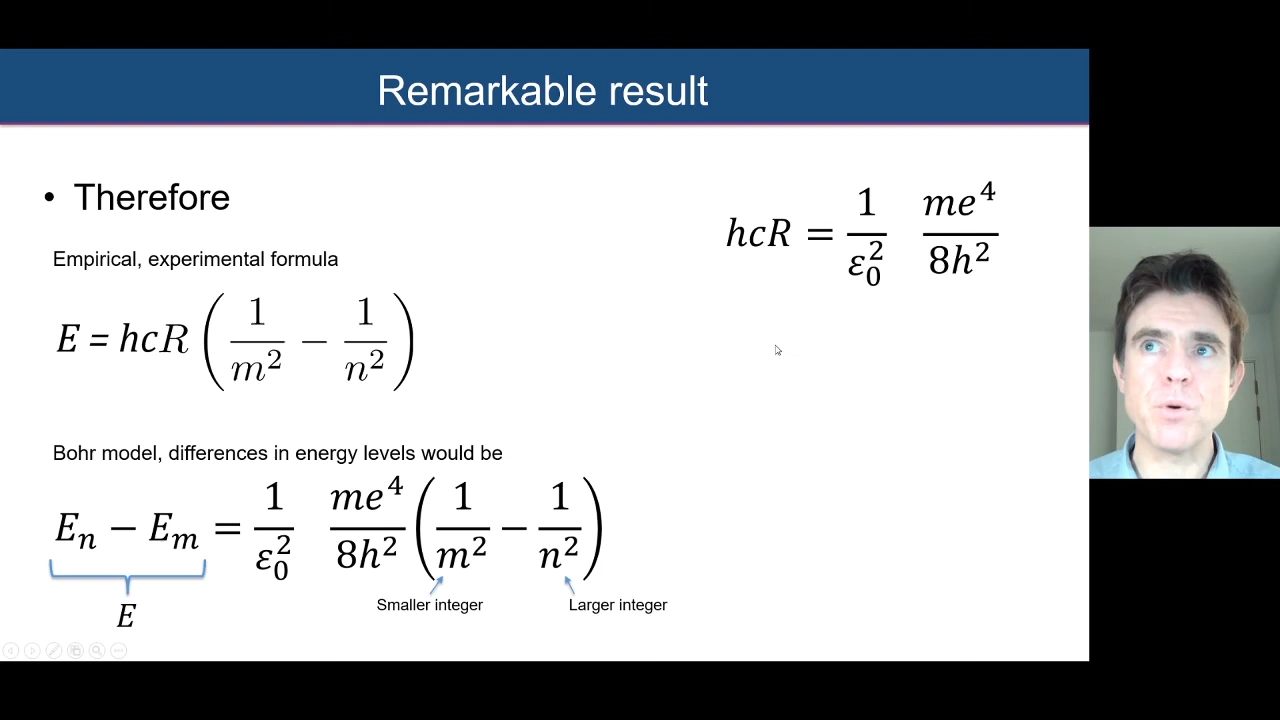 Remarkable result
• Therefore
Empirical, experimental formula
E = hcR (1/m² − 1/n²)
hcR = 1/ε₀² me⁴/8h²
Bohr model, differences in energy levels would be
Eₙ − Eₘ = 1/ε₀² me⁴/8h² (1/m² − 1/n²)
E
Smaller integer
Larger integer